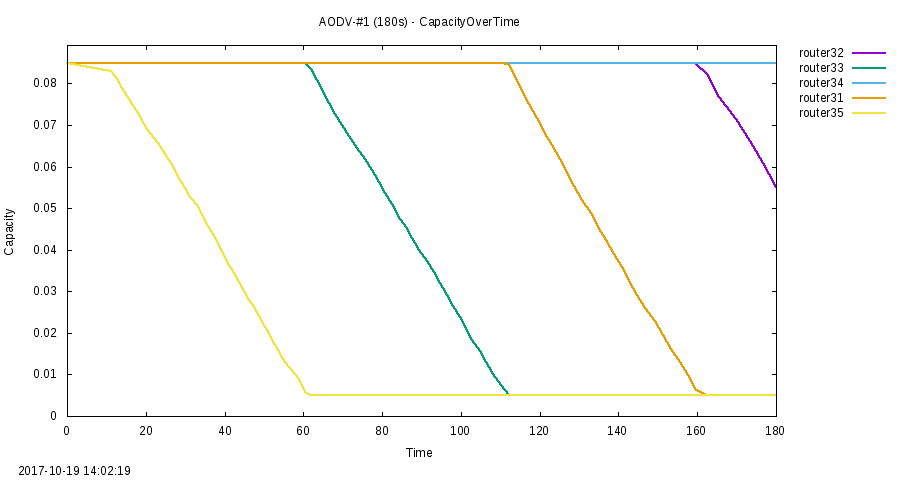 AODV-#1 (180s) - CapacityOverTime
router32
router33
router34
router31
router35
Capacity
0.08
0.07
0.06
0.05
0.04
0.03
0.02
0.01
0
0 20 40 60 80 100 120 140 160 180
Time
2017-10-19 14:02:19